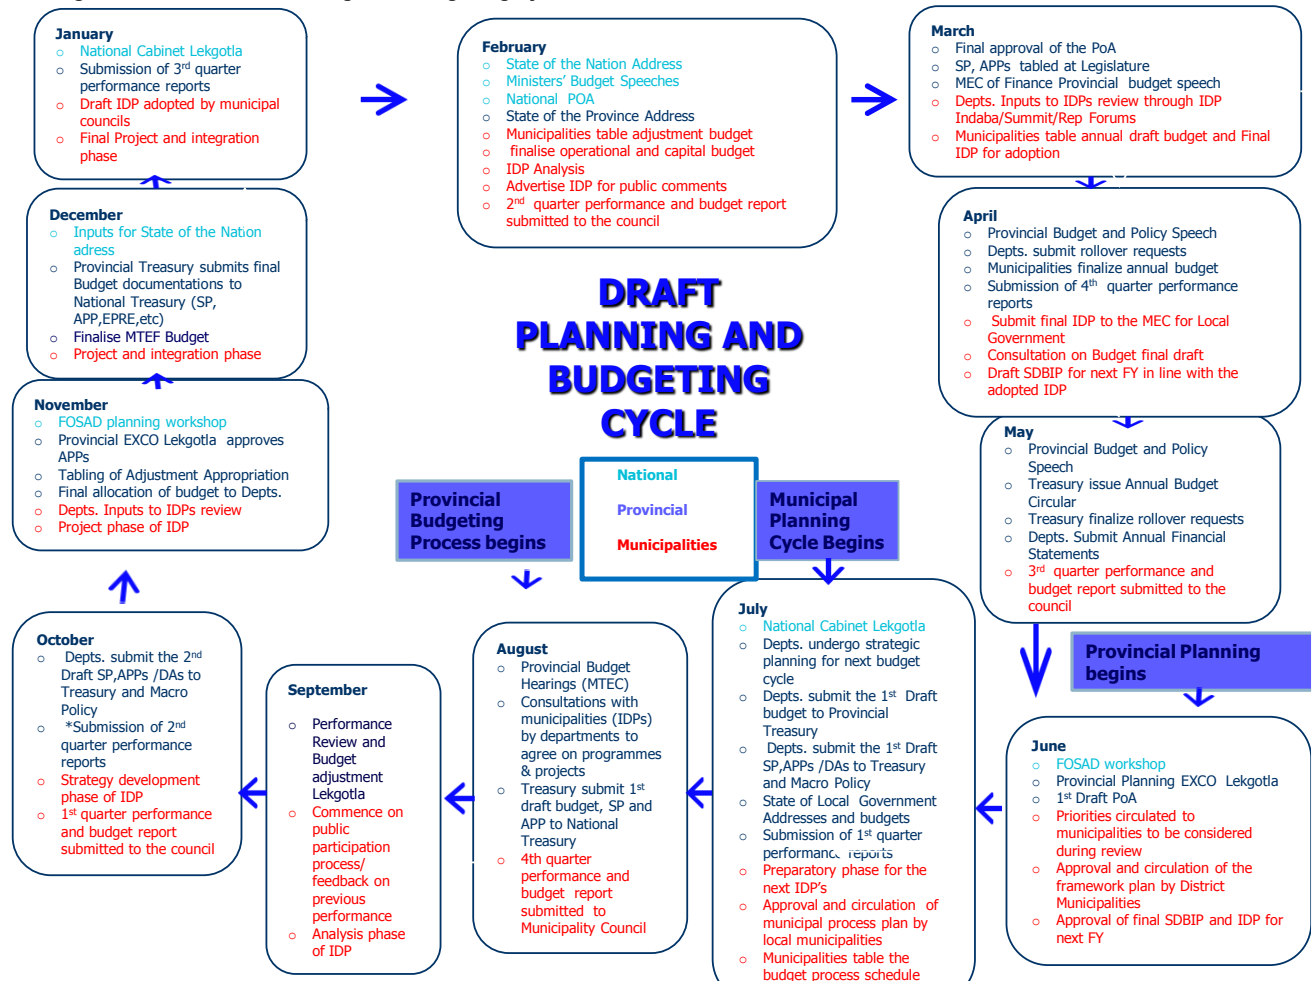 January
○ National Cabinet Lekgotla
○ Submission of 3rd quarter
performance reports
○ Draft IDP adopted by municipal
councils
○ Final Project and integration
phase
February
○ State of the Nation Address
○ Ministers' Budget Speeches
○ National POA
○ State of the Province Address
○ Municipalities table adjustment budget
○ finalise operational and capital budget
○ IDP Analysis
○ Advertise IDP for public comments
○ 2nd quarter performance and budget report
submitted to the council
March
○ Final approval of the PoA
○ SP, APPs tabled at Legislature
○ MEC of Finance Provincial budget speech
○ Depts. Inputs to IDPs review through IDP
Indaba/Summit/Rep Forums
○ Municipalities table annual draft budget and Final
IDP for adoption
December
○ Inputs for State of the Nation
adress
○ Provincial Treasury submits final
Budget documentations to
National Treasury (SP,
APP,EPRE,etc)
○ Finalise MTEF Budget
○ Project and integration phase
April
○ Provincial Budget and Policy Speech
○ Depts. submit rollover requests
○ Municipalities finalize annual budget
○ Submission of 4th quarter performance
reports
○ Submit final IDP to the MEC for Local
Government
○ Consultation on Budget final draft
○ Draft SDBIP for next FY in line with the
adopted IDP
DRAFT
PLANNING AND
BUDGETING
CYCLE
November
○ FOSAD planning workshop
○ Provincial EXCO Lekgotla approves
APPs
○ Tabling of Adjustment Appropriation
○ Final allocation of budget to Depts.
○ Depts. Inputs to IDPs review
○ Project phase of IDP
Provincial
Budgeting
Process begins
National
Provincial
Municipalities
Municipal
Planning
Cycle Begins
May
○ Provincial Budget and Policy
Speech
○ Treasury issue Annual Budget
Circular
○ Treasury finalize rollover requests
○ Depts. Submit Annual Financial
Statements
○ 3rd quarter performance and
budget report submitted to the
council
Provincial Planning
begins
October
○ Depts. submit the 2nd
Draft SP,APPs /DAs to
Treasury and Macro
Policy
○ *Submission of 2nd
quarter performance
reports
○ Strategy development
phase of IDP
○ 1st quarter performance
and budget report
submitted to the council
September
○ Performance
Review and
Budget
adjustment
Lekgotla
○ Commence on
public
participation
process/
feedback on
previous
performance
○ Analysis phase
of IDP
August
○ Provincial Budget
Hearings (MTEC)
○ Consultations with
municipalities (IDPs)
by departments to
agree on programmes
& projects
○ Treasury submit 1st
draft budget, SP and
APP to National
Treasury
○ 4th quarter
performance and
budget report
submitted to
Municipality Council
July
○ National Cabinet Lekgotla
○ Depts. undergo strategic
planning for next budget
cycle
○ Depts. submit the 1st Draft
budget to Provincial
Treasury
○ Depts. submit the 1st Draft
SP,APPs /DAs to Treasury
and Macro Policy
○ State of Local Government
Addresses and budgets
○ Submission of 1st quarter
performance reports
○ Preparatory phase for the
next IDP's
○ Approval and circulation of
municipal process plan by
local municipalities
○ Municipalities table the
budget process schedule
June
○ FOSAD workshop
○ Provincial Planning EXCO Lekgotla
○ 1st Draft PoA
○ Priorities circulated to
municipalities to be considered
during review
○ Approval and circulation of the
framework plan by District
Municipalities
○ Approval of final SDBIP and IDP for
next FY